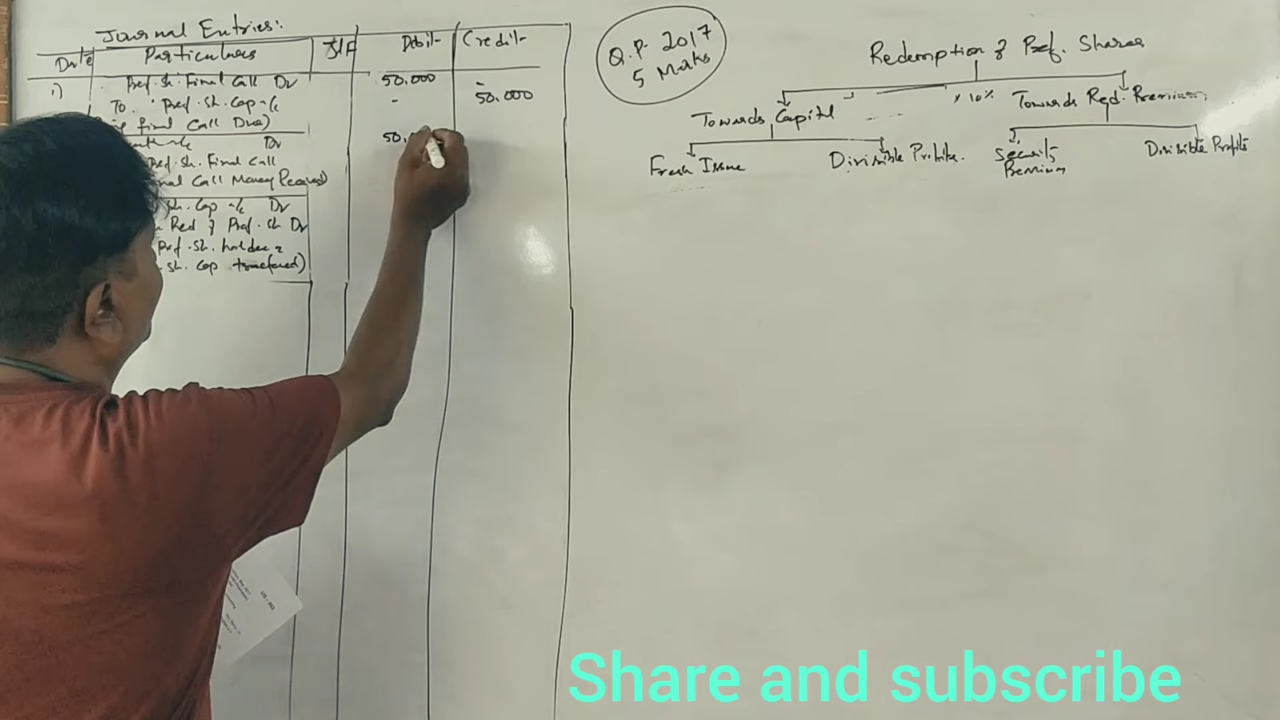 Journal Entries:
Date Particulars J/F Debit Credit
1) Pref. Sh. Final Call Dr 50,000 -
To. Pref. Sh. Cap a/c - 50,000
final Call Due)
Dr 50,
Pref. Sh. Final Call
Call Money Received)
Sh. Cap a/c Dr
Red of Pref. Sh Dr
Pref. Sh. holders
Sh. Cap transferred)
Q.P. 2017
5 Marks
Redemption of Pref. Shares
x 10%
Towards Capital
Towards Red. Premium
Fresh Issue
Divisible Profits.
Security
Premium
Divisible Profits
Share and subscribe